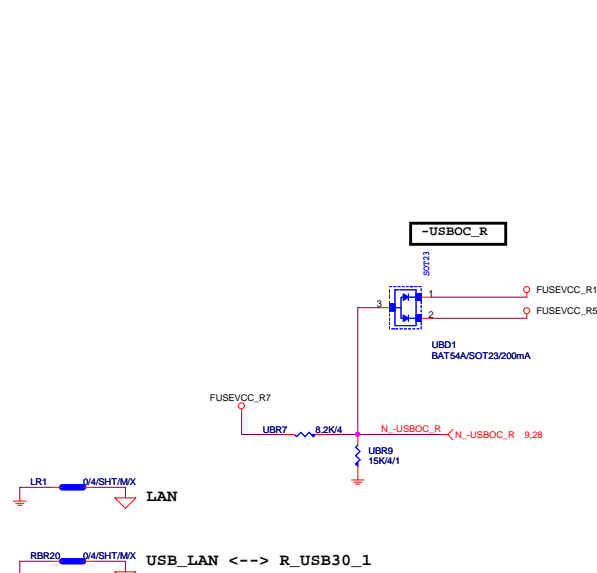 -USBOC_R
SOT23
1
FUSEVCC_R1
3
2
FUSEVCC_R5
UBD1
BAT54A/SOT23/200mA
FUSEVCC_R7
UBR7 8.2K/4
N_-USBOC_R
N_-USBOC_R 9,28
UBR9
15K/4/1
LR1 0/4/SHT/M/X
LAN
RBR20 0/4/SHT/M/X
USB_LAN <--> R_USB30_1